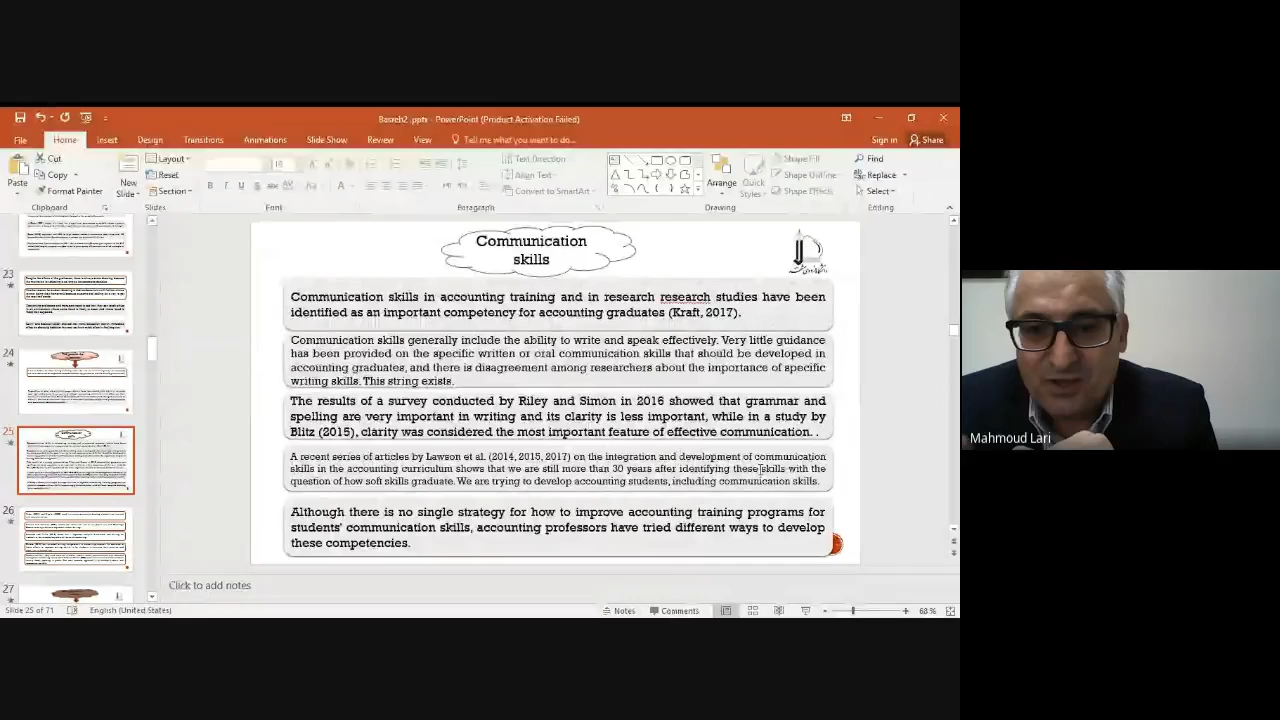 Basreh2 .pptx - PowerPoint (Product Activation Failed)
File Home Insert Design Transitions Animations Slide Show Review View Tell me what you want to do... Sign in Share
Paste
Cut
Copy
Format Painter
Clipboard
New
Slide
Layout
Reset
Section
Slides
18
B I U S abc AV
Font
Text Direction
Align Text
Convert to SmartArt
Paragraph
Arrange
Quick
Styles
Shape Fill
Shape Outline
Shape Effects
Drawing
Find
Replace
Select
Editing
23
24
25
26
27
Communication
skills
Communication skills in accounting training and in research research studies have been
identified as an important competency for accounting graduates (Kraft, 2017).
Communication skills generally include the ability to write and speak effectively. Very little guidance
has been provided on the specific written or oral communication skills that should be developed in
accounting graduates, and there is disagreement among researchers about the importance of specific
writing skills. This string exists.
The results of a survey conducted by Riley and Simon in 2016 showed that grammar and
spelling are very important in writing and its clarity is less important, while in a study by
Blitz (2015), clarity was considered the most important feature of effective communication. .
A recent series of articles by Lawson et al. (2014, 2015, 2017) on the integration and development of communication
skills in the accounting curriculum shows that we are still more than 30 years after identifying these skills with the
question of how soft skills graduate. We are trying to develop accounting students, including communication skills.
Although there is no single strategy for how to improve accounting training programs for
students' communication skills, accounting professors have tried different ways to develop
these competencies.
Click to add notes
Slide 25 of 71 English (United States) Notes Comments 68 %
Mahmoud Lari